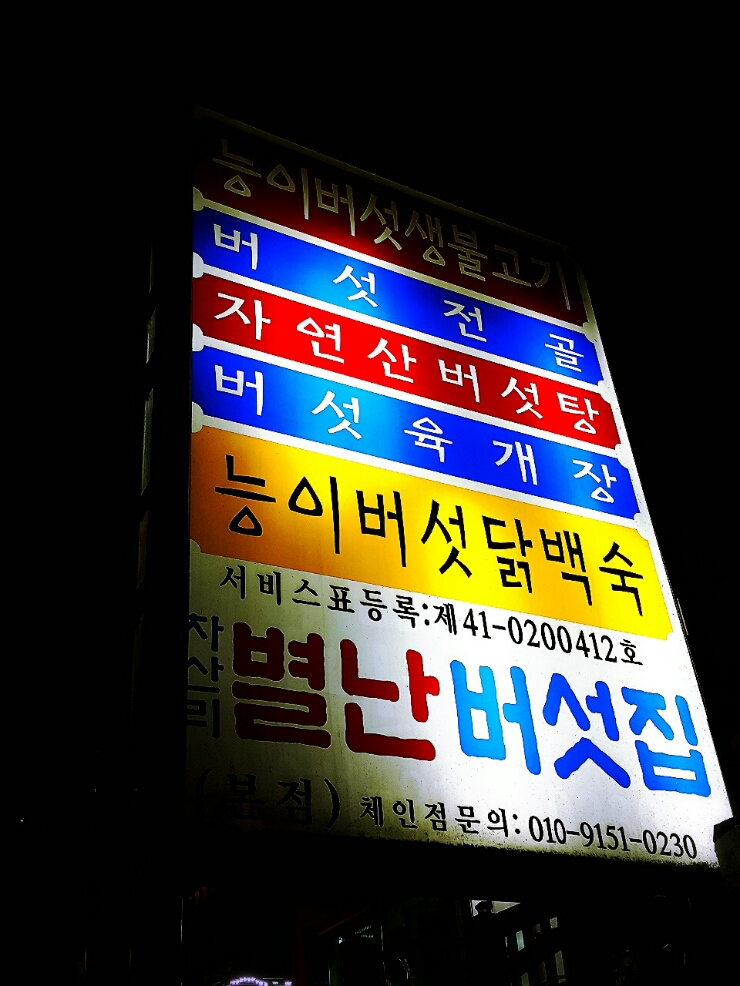 능이버섯생불고기
버섯전골
자연산버섯탕
버섯육개장
능이버섯닭백숙
서비스표등록:제41-0200412호
차산리 별난버섯집
(본점) 체인점문의: 010-9151-0230